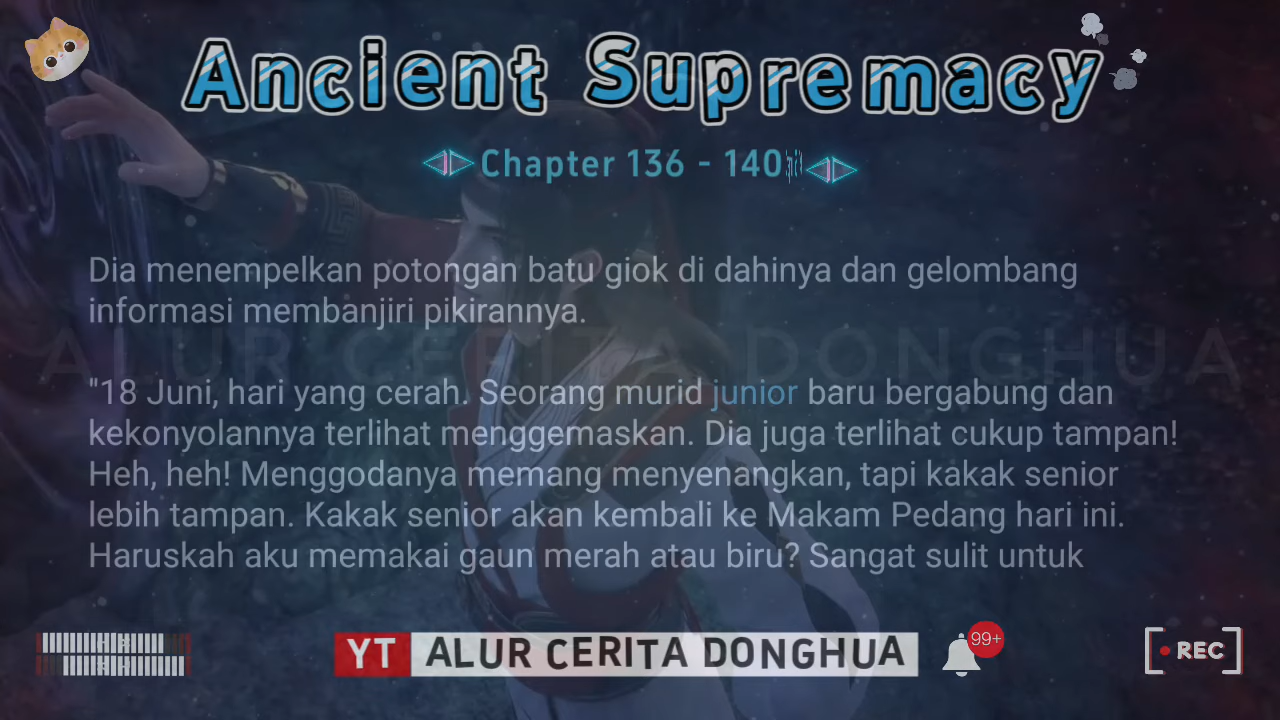 Ancient Supremacy
Chapter 136 - 140
Dia menempelkan potongan batu giok di dahinya dan gelombang
informasi membanjiri pikirannya.
ALUR CERITA DONGHUA
"18 Juni, hari yang cerah. Seorang murid junior baru bergabung dan
kekonyolannya terlihat menggemaskan. Dia juga terlihat cukup tampan!
Heh, heh! Menggodanya memang menyenangkan, tapi kakak senior
lebih tampan. Kakak senior akan kembali ke Makam Pedang hari ini.
Haruskah aku memakai gaun merah atau biru? Sangat sulit untuk
YT ALUR CERITA DONGHUA
99+
REC